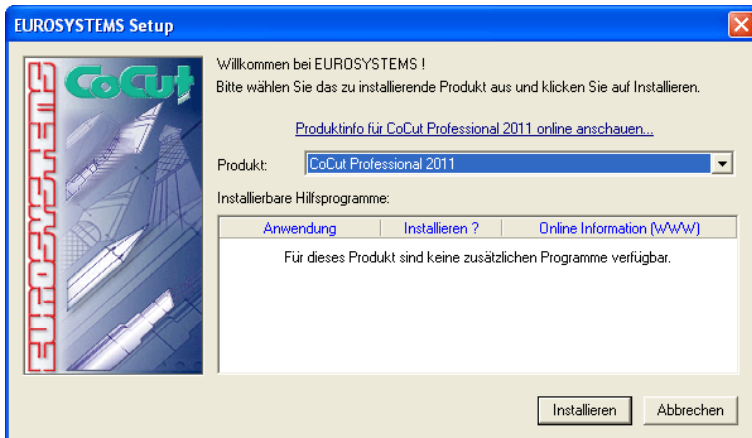 EUROSYSTEMS Setup
EUROSYSTEMS
CoCut
Willkommen bei EUROSYSTEMS !
Bitte wählen Sie das zu installierende Produkt aus und klicken Sie auf Installieren.
Produktinfo für CoCut Professional 2011 online anschauen...
Produkt: CoCut Professional 2011
Installierbare Hilfsprogramme:
Anwendung Installieren ? Online Information (WWW)
Für dieses Produkt sind keine zusätzlichen Programme verfügbar.
Installieren Abbrechen